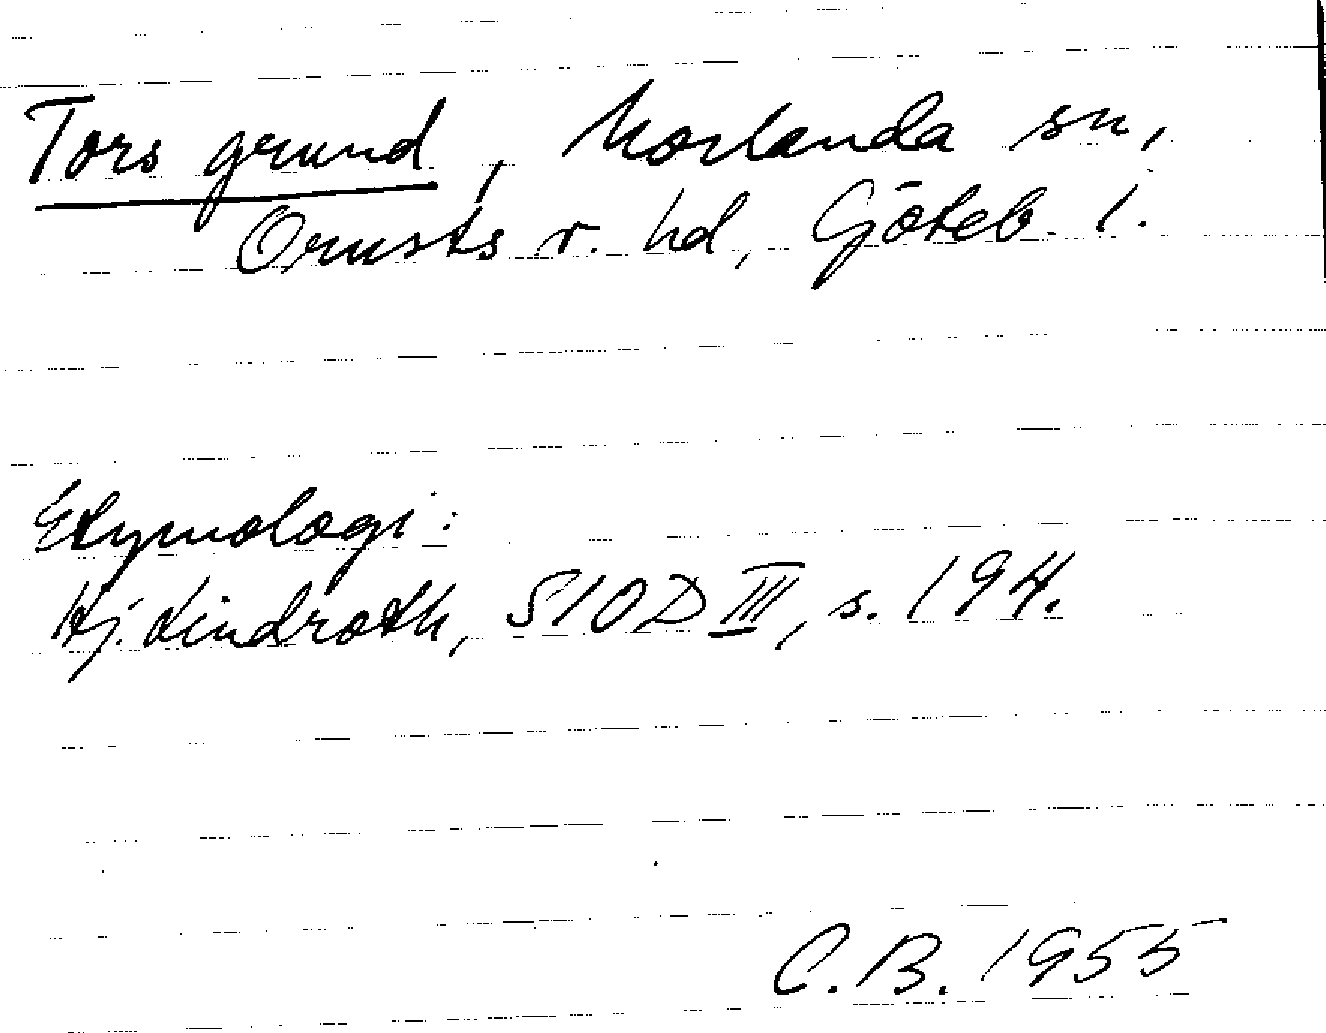 Tors grund, Morlanda sn,
Orusts v. hd, Göteb. l.
Etymologi:
Hj. Lindroth, SIOD III, s. 194.
C.B. 1955